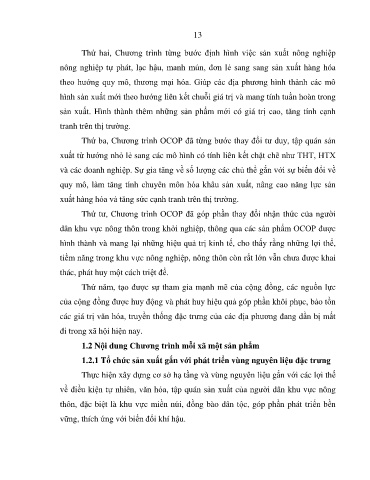 13
Thứ hai, Chương trình từng bước định hình việc sản xuất nông nghiệp
nông nghiệp tự phát, lạc hậu, manh mún, đơn lẻ sang sang sản xuất hàng hóa
theo hướng quy mô, thương mại hóa. Giúp các địa phương hình thành các mô
hình sản xuất mới theo hướng liên kết chuỗi giá trị và mang tính tuần hoàn trong
sản xuất. Hình thành thêm những sản phẩm mới có giá trị cao, tăng tính cạnh
tranh trên thị trường.
Thứ ba, Chương trình OCOP đã từng bước thay đổi tư duy, tập quán sản
xuất từ hướng nhỏ lẻ sang các mô hình có tính liên kết chặt chẽ như THT, HTX
và các doanh nghiệp. Sự gia tăng về số lượng các chủ thể gắn với sự biến đổi về
quy mô, làm tăng tính chuyên môn hóa khâu sản xuất, nâng cao năng lực sản
xuất hàng hóa và tăng sức cạnh tranh trên thị trường.
Thứ tư, Chương trình OCOP đã góp phần thay đổi nhận thức của người
dân khu vực nông thôn trong khởi nghiệp, thông qua các sản phẩm OCOP được
hình thành và mang lại những hiệu quả trị kinh tế, cho thấy rằng những lợi thế,
tiềm năng trong khu vực nông nghiệp, nông thôn còn rất lớn vẫn chưa được khai
thác, phát huy một cách triệt để.
Thứ năm, tạo được sự tham gia mạnh mẽ của cộng đồng, các nguồn lực
của cộng đồng được huy động và phát huy hiệu quả góp phần khôi phục, bảo tồn
các giá trị văn hóa, truyền thống đặc trưng của các địa phương đang dần bị mất
đi trong xã hội hiện nay.
1.2 Nội dung Chương trình mỗi xã một sản phẩm
1.2.1 Tổ chức sản xuất gắn với phát triển vùng nguyên liệu đặc trưng
Thực hiện xây dựng cơ sở hạ tầng và vùng nguyên liệu gắn với các lợi thế
về điều kiện tự nhiên, văn hóa, tập quán sản xuất của người dân khu vực nông
thôn, đặc biệt là khu vực miền núi, đồng bào dân tộc, góp phần phát triển bền
vững, thích ứng với biến đổi khí hậu.